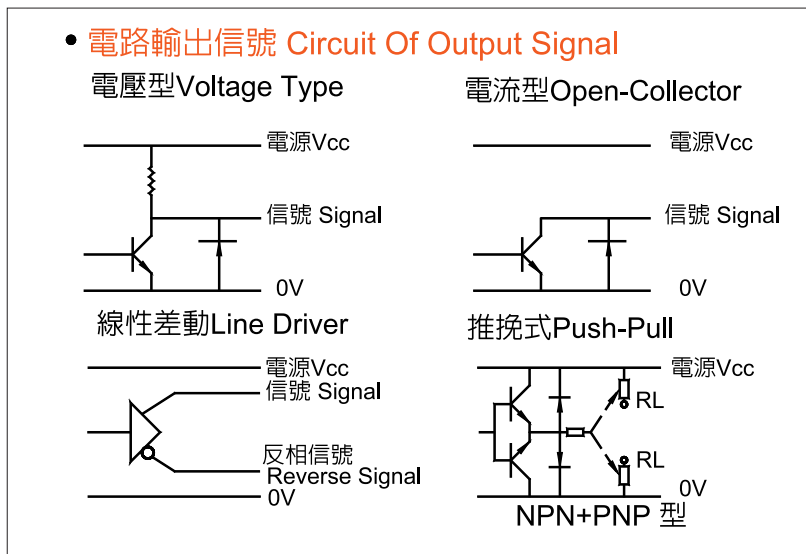 • 電路輸出信號 Circuit Of Output Signal
電壓型Voltage Type
電源Vcc
信號 Signal
0V
電流型Open-Collector
電源Vcc
信號 Signal
0V
線性差動Line Driver
電源Vcc
信號 Signal
反相信號
Reverse Signal
0V
推挽式Push-Pull
電源Vcc
RL
RL
0V
NPN+PNP 型